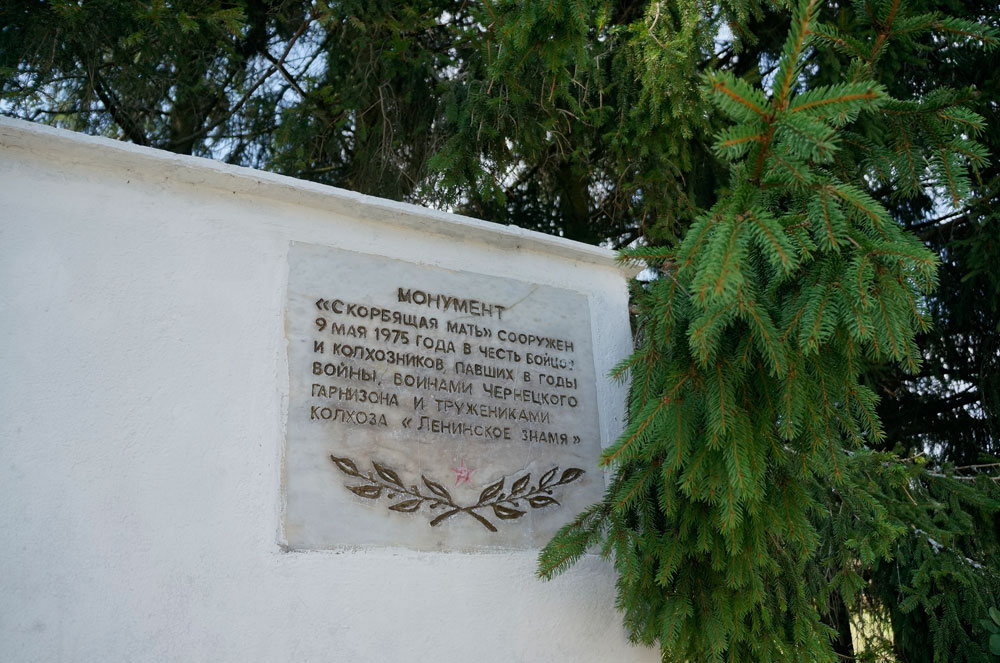 МОНУМЕНТ
«СКОРБЯЩАЯ МАТЬ» СООРУЖЕН
9 МАЯ 1975 ГОДА В ЧЕСТЬ БОЙЦОВ
И КОЛХОЗНИКОВ, ПАВШИХ В ГОДЫ
ВОЙНЫ, ВОИНАМИ ЧЕРНЕЦКОГО
ГАРНИЗОНА И ТРУЖЕНИКАМИ
КОЛХОЗА «ЛЕНИНСКОЕ ЗНАМЯ»